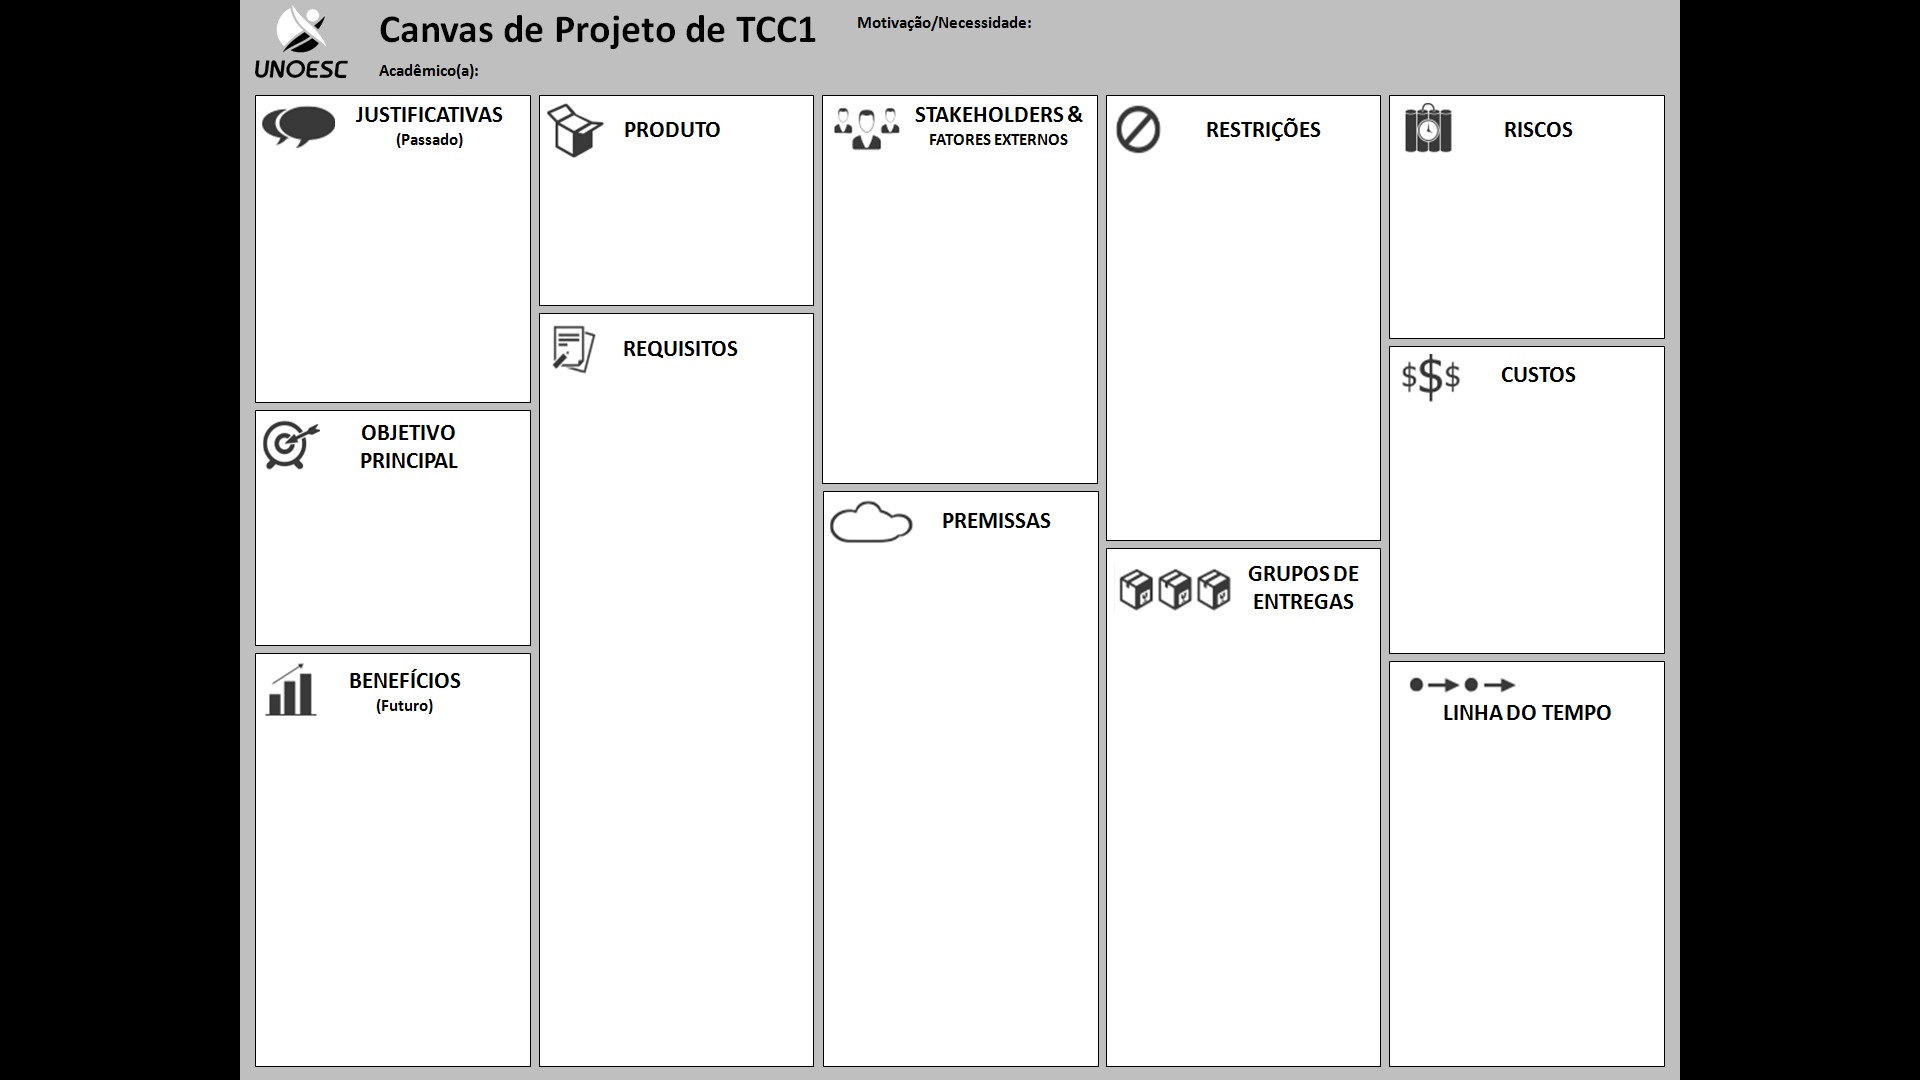 UNOESC
Canvas de Projeto de TCC1
Acadêmico(a):
Motivação/Necessidade:
JUSTIFICATIVAS
(Passado)
OBJETIVO
PRINCIPAL
BENEFÍCIOS
(Futuro)
PRODUTO
REQUISITOS
STAKEHOLDERS &
FATORES EXTERNOS
PREMISSAS
RESTRIÇÕES
GRUPOS DE
ENTREGAS
RISCOS
$$$
CUSTOS
LINHA DO TEMPO